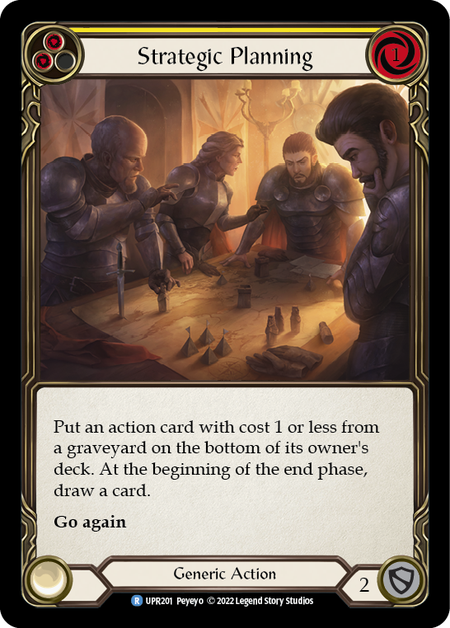 1
Strategic Planning
Put an action card with cost 1 or less from
a graveyard on the bottom of its owner's
deck. At the beginning of the end phase,
draw a card.
Go again
Generic Action
2
R UPR201 Peyeyo © 2022 Legend Story Studios